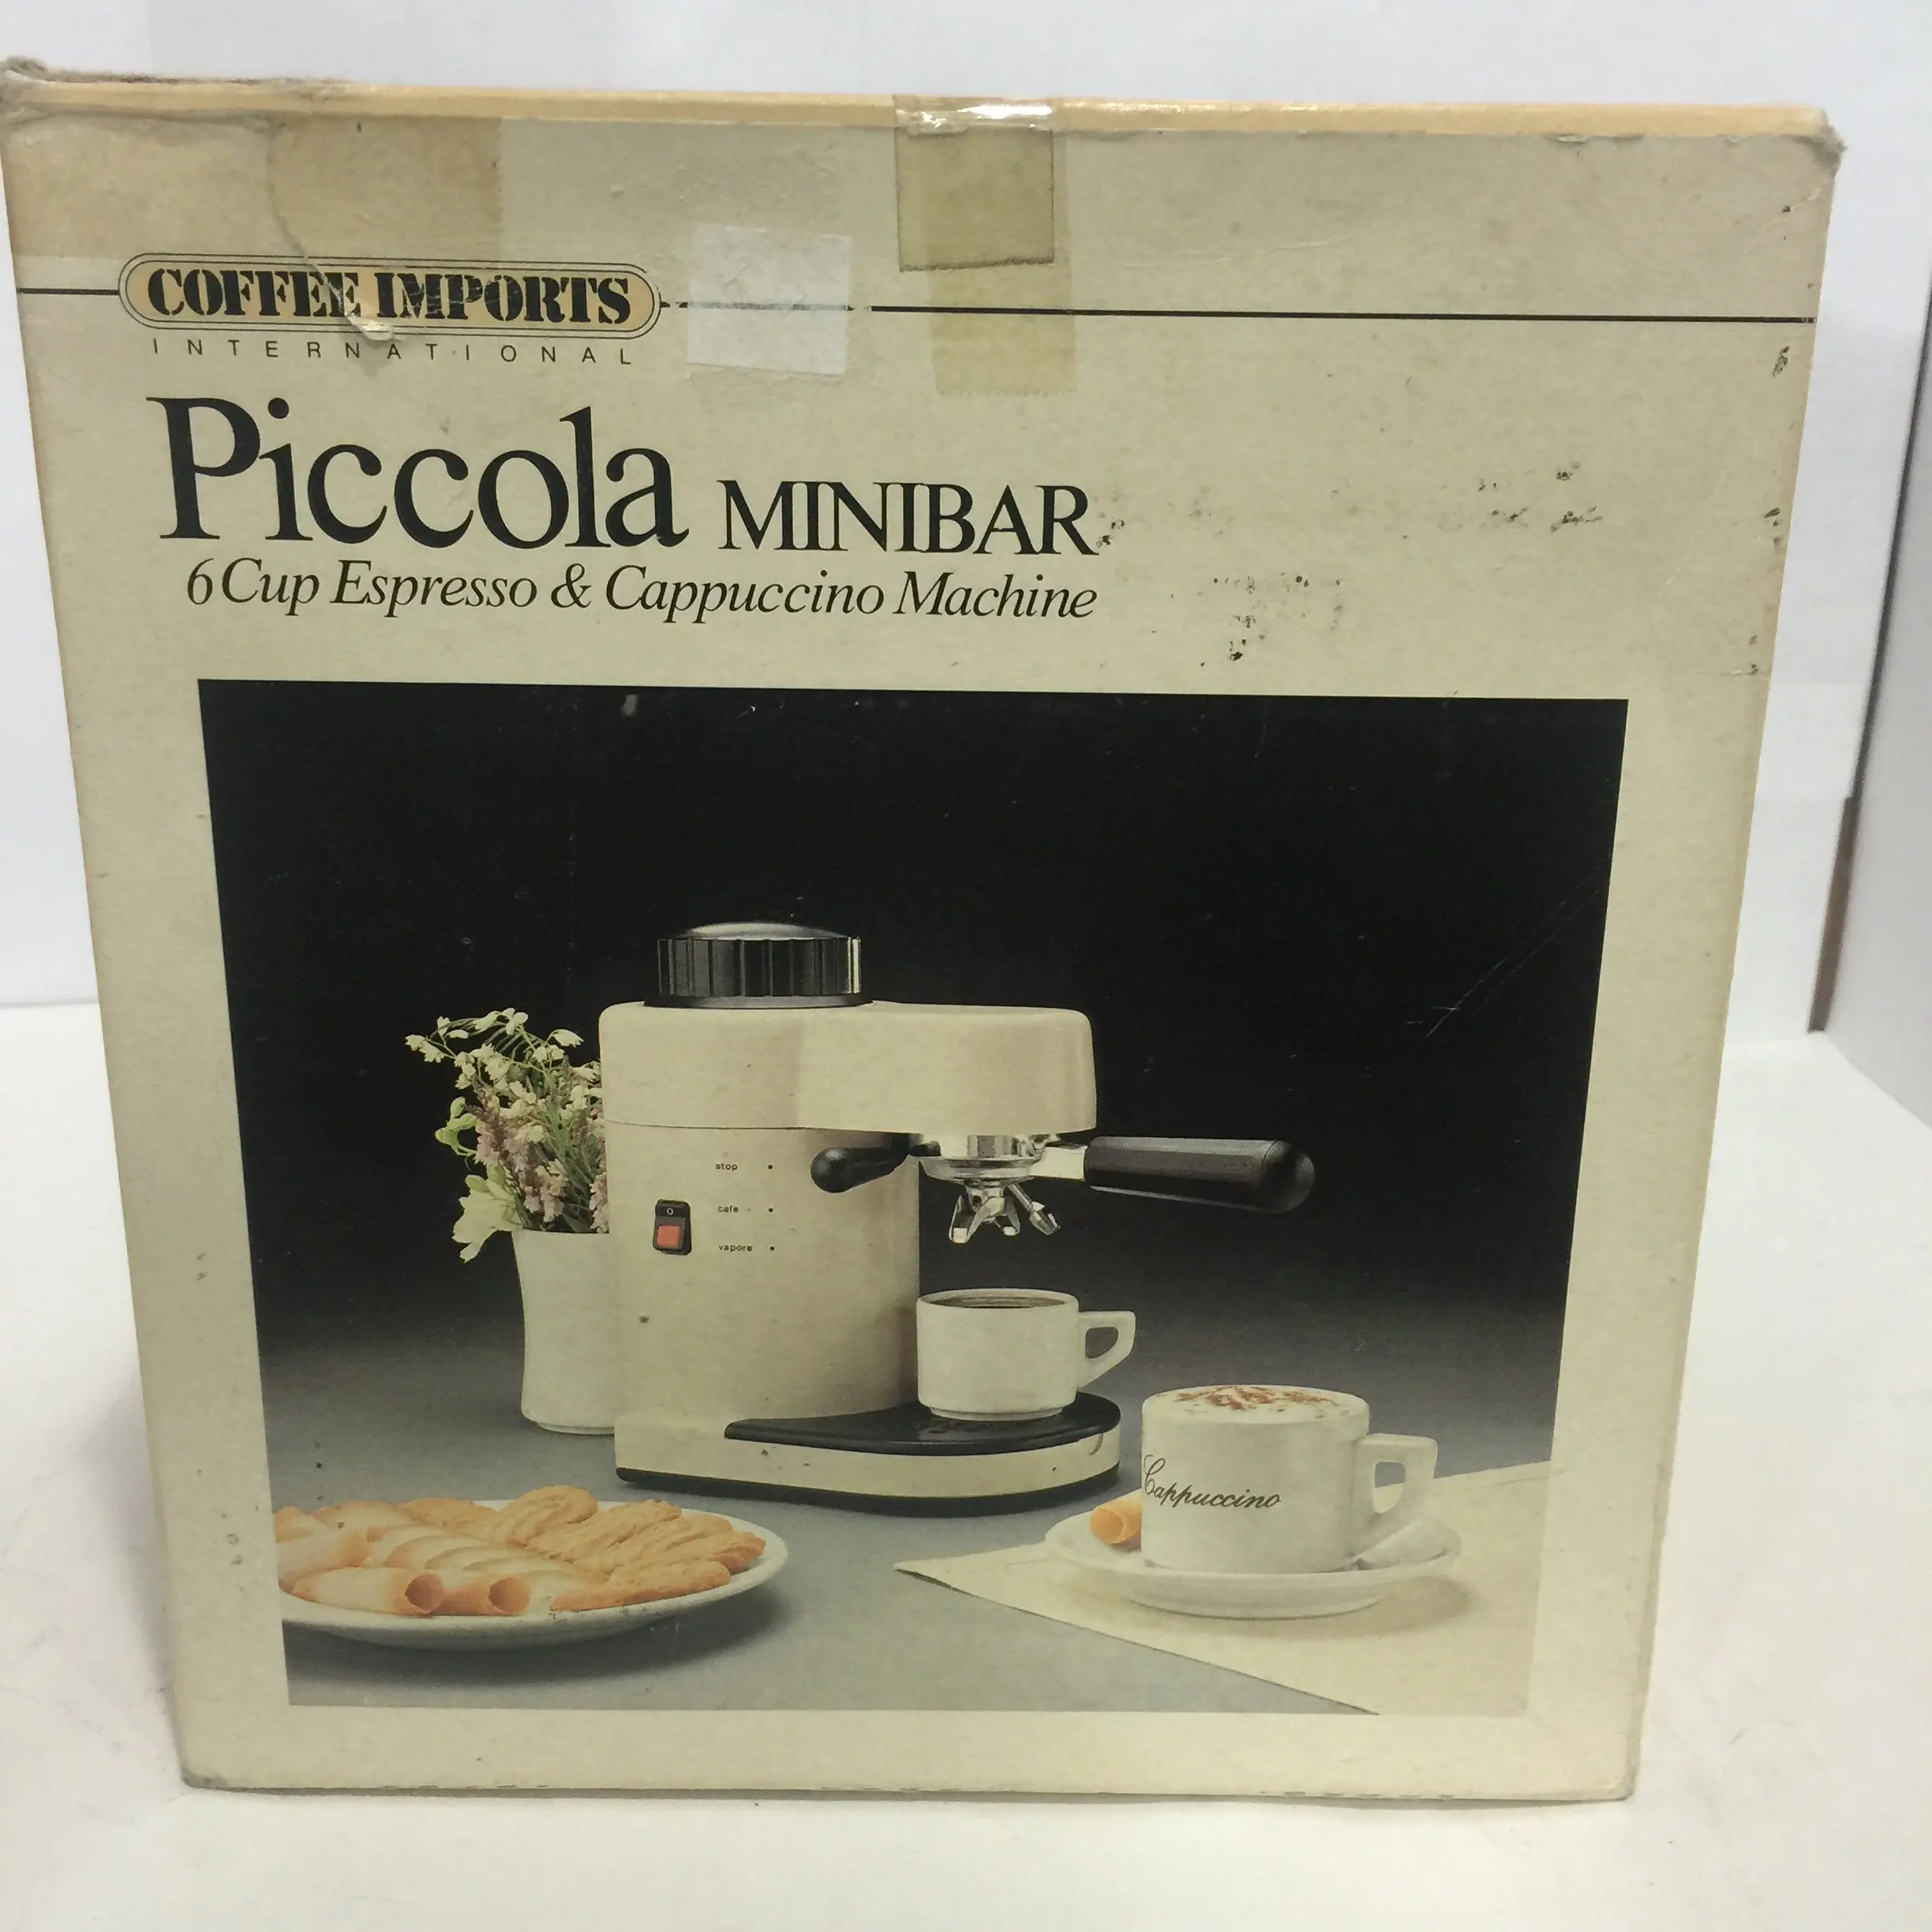 COFFEE IMPORTS
INTERNATIONAL
Piccola MINIBAR
6 Cup Espresso & Cappuccino Machine
stop
O
cafe
vapore
Cappuccino